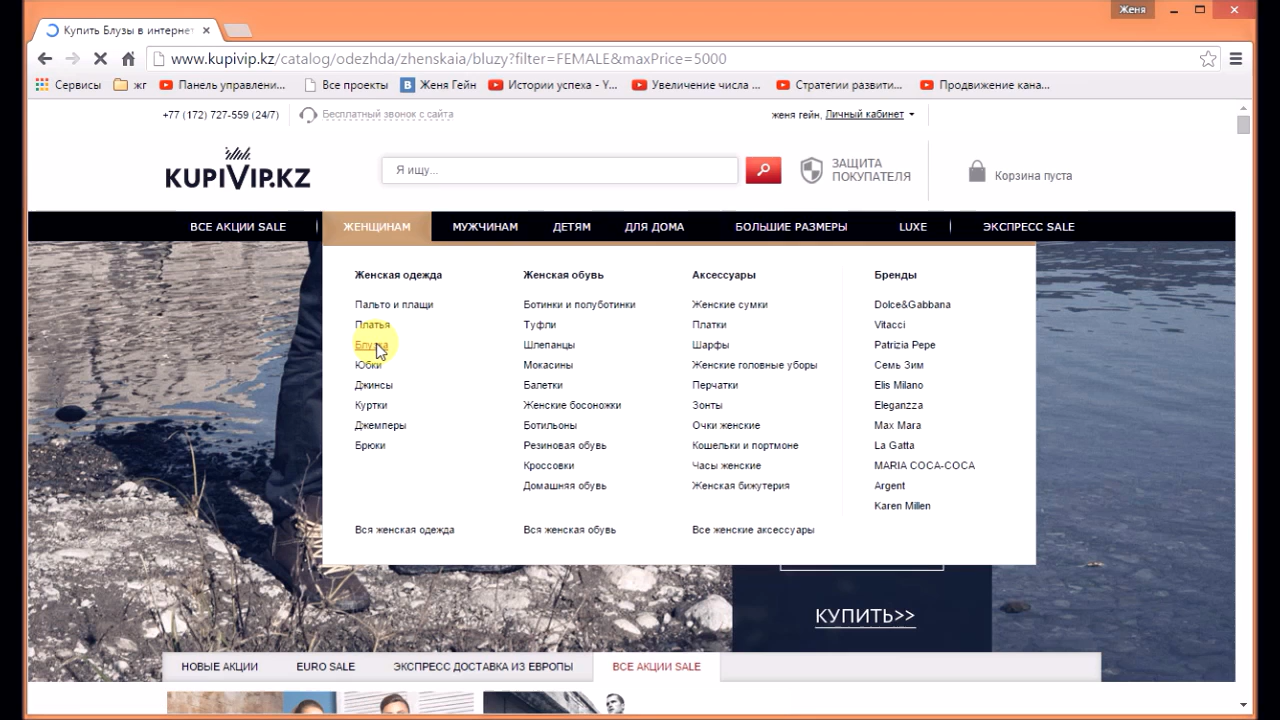 Женя
Купить Блузы в интернет
www.kupivip.kz/catalog/odezhda/zhenskaia/bluzy?filter=FEMALE&maxPrice=5000
Сервисы жг Панель управлени... Все проекты Женя Гейн Истории успеха - Y... Увеличение числа ... Стратегии развити... Продвижение кана...
+77 (172) 727-559 (24/7) Бесплатный звонок с сайта женя гейн, Личный кабинет
KUPIVIP.KZ Я ищу... ЗАЩИТА
ПОКУПАТЕЛЯ Корзина пуста
ВСЕ АКЦИИ SALE ЖЕНЩИНАМ МУЖЧИНАМ ДЕТЯМ ДЛЯ ДОМА БОЛЬШИЕ РАЗМЕРЫ LUXE ЭКСПРЕСС SALE
Женская одежда
Пальто и плащи
Платья
Юбки
Джинсы
Куртки
Джемперы
Брюки
Вся женская одежда
Женская обувь
Ботинки и полуботинки
Туфли
Шлепанцы
Мокасины
Балетки
Женские босоножки
Ботильоны
Резиновая обувь
Кроссовки
Домашняя обувь
Вся женская обувь
Аксессуары
Женские сумки
Платки
Шарфы
Женские головные уборы
Перчатки
Зонты
Очки женские
Кошельки и портмоне
Часы женские
Женская бижутерия
Все женские аксессуары
Бренды
Dolce&Gabbana
Vitacci
Patrizia Pepe
Семь Зим
Elis Milano
Eleganzza
Max Mara
La Gatta
MARIA COCA-COCA
Argent
Karen Millen
КУПИТЬ>>
НОВЫЕ АКЦИИ EURO SALE ЭКСПРЕСС ДОСТАВКА ИЗ ЕВРОПЫ ВСЕ АКЦИИ SALE